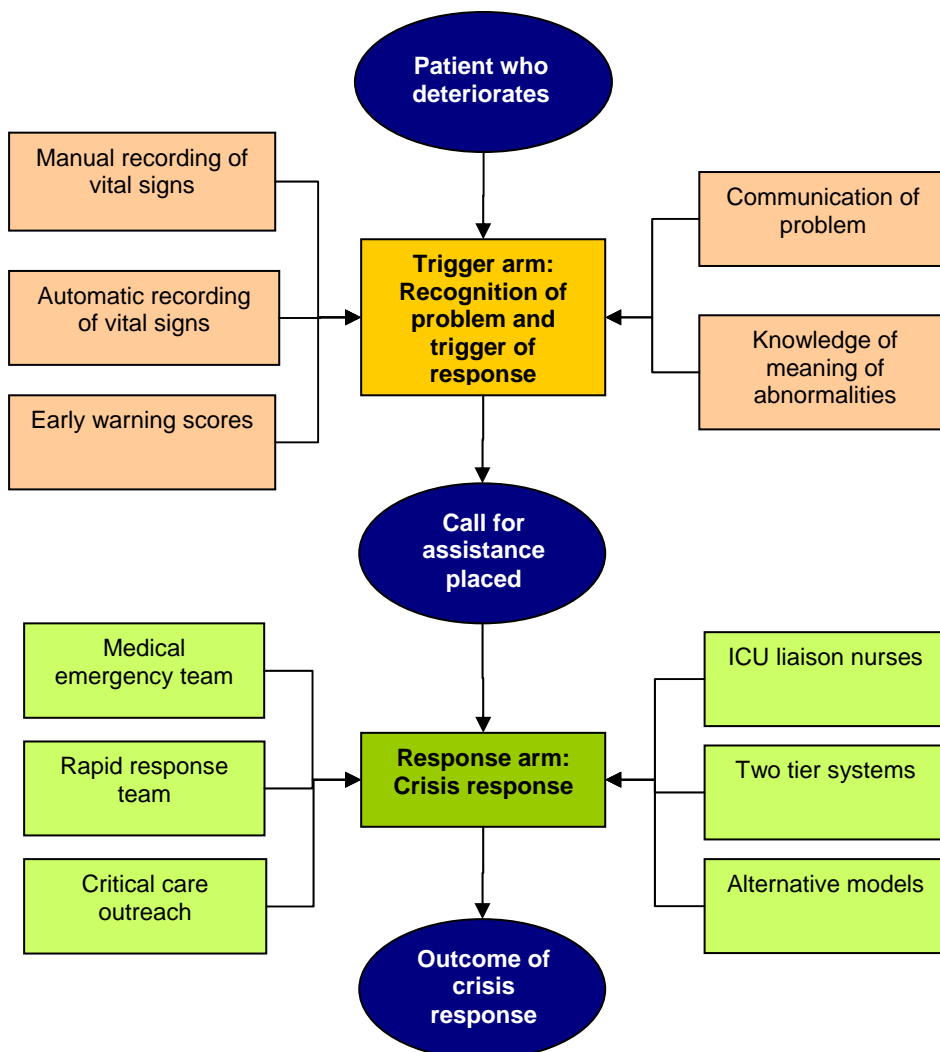 Patient who
deteriorates
Manual recording of
vital signs
Automatic recording
of vital signs
Early warning scores
Trigger arm:
Recognition of
problem and
trigger of
response
Communication of
problem
Knowledge of
meaning of
abnormalities
Call for
assistance
placed
Medical
emergency team
Rapid response
team
Critical care
outreach
Response arm:
Crisis response
ICU liaison nurses
Two tier systems
Alternative models
Outcome of
crisis
response